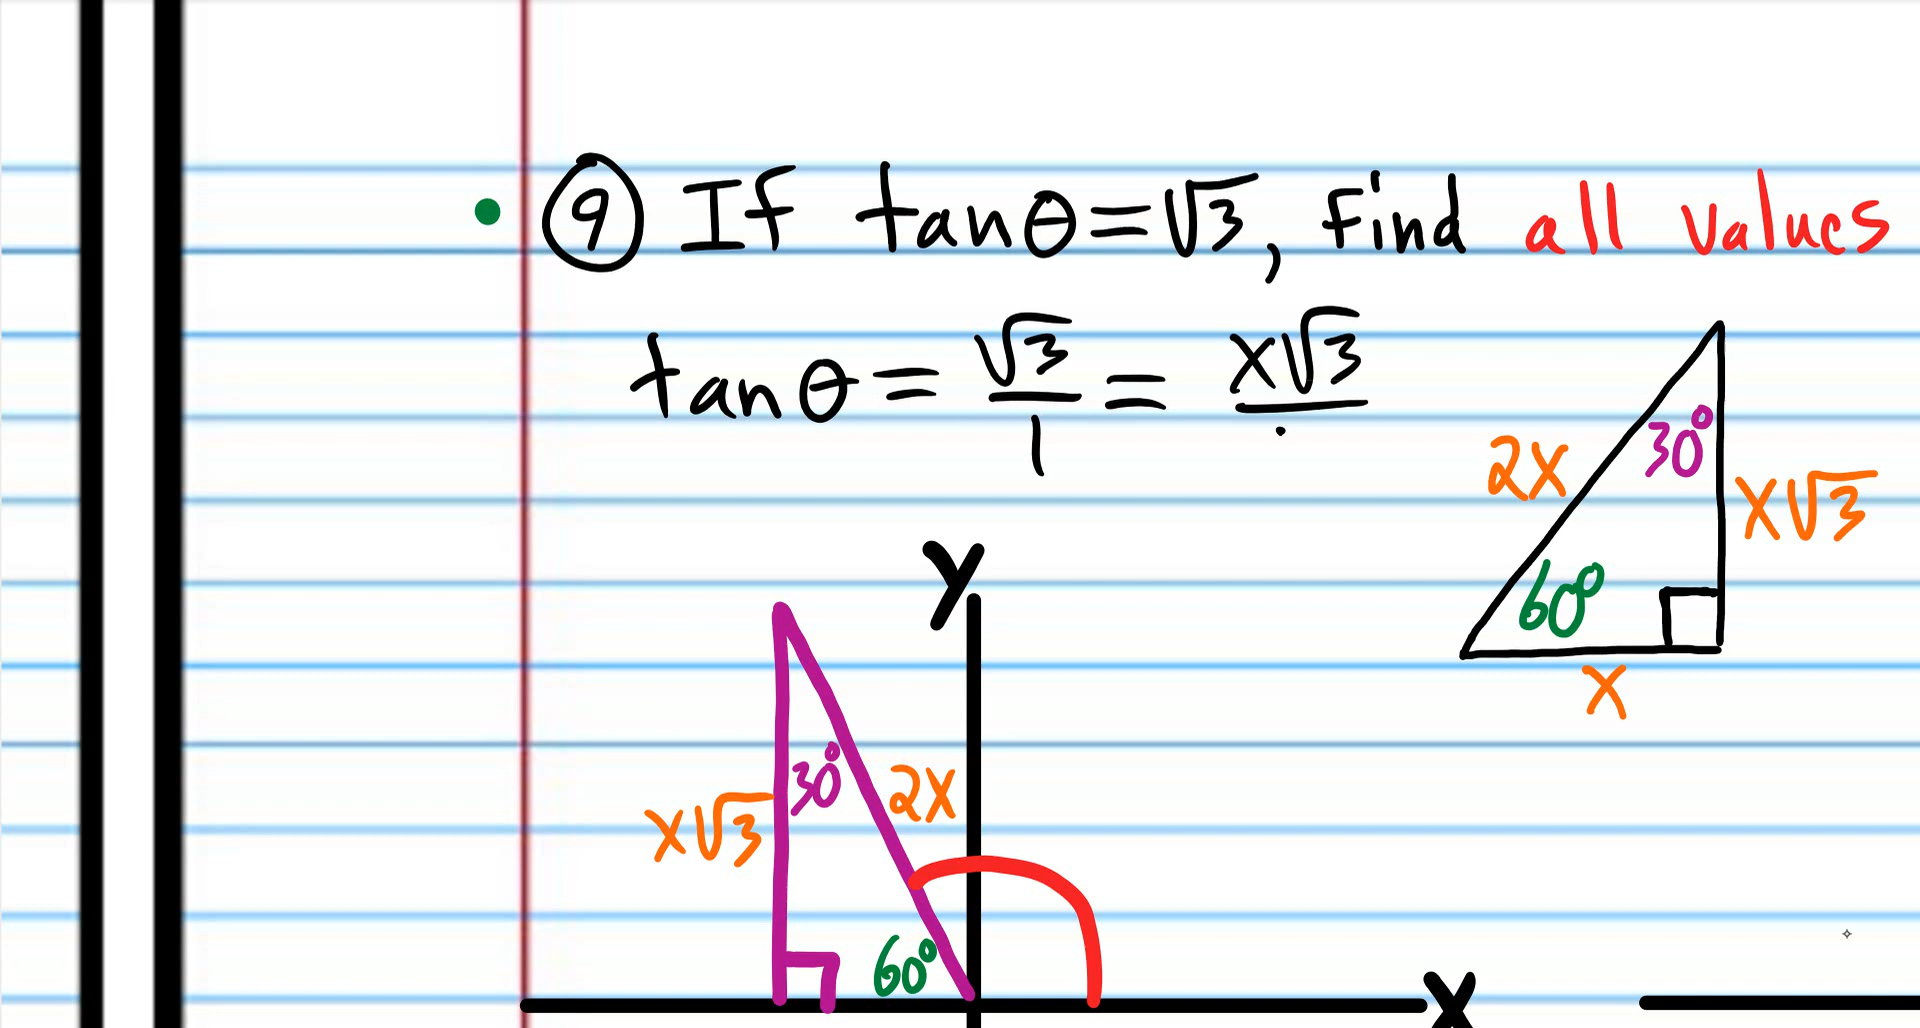 ⑨ If tanθ=√3, find all values
tanθ = √3/1 = x√3/
2x
30°
x√3
60°
x
y
30°
2x
x√3
60°
x